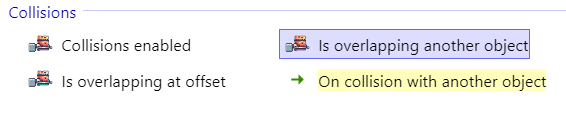 Collisions
Collisions enabled
Is overlapping another object
Is overlapping at offset
On collision with another object